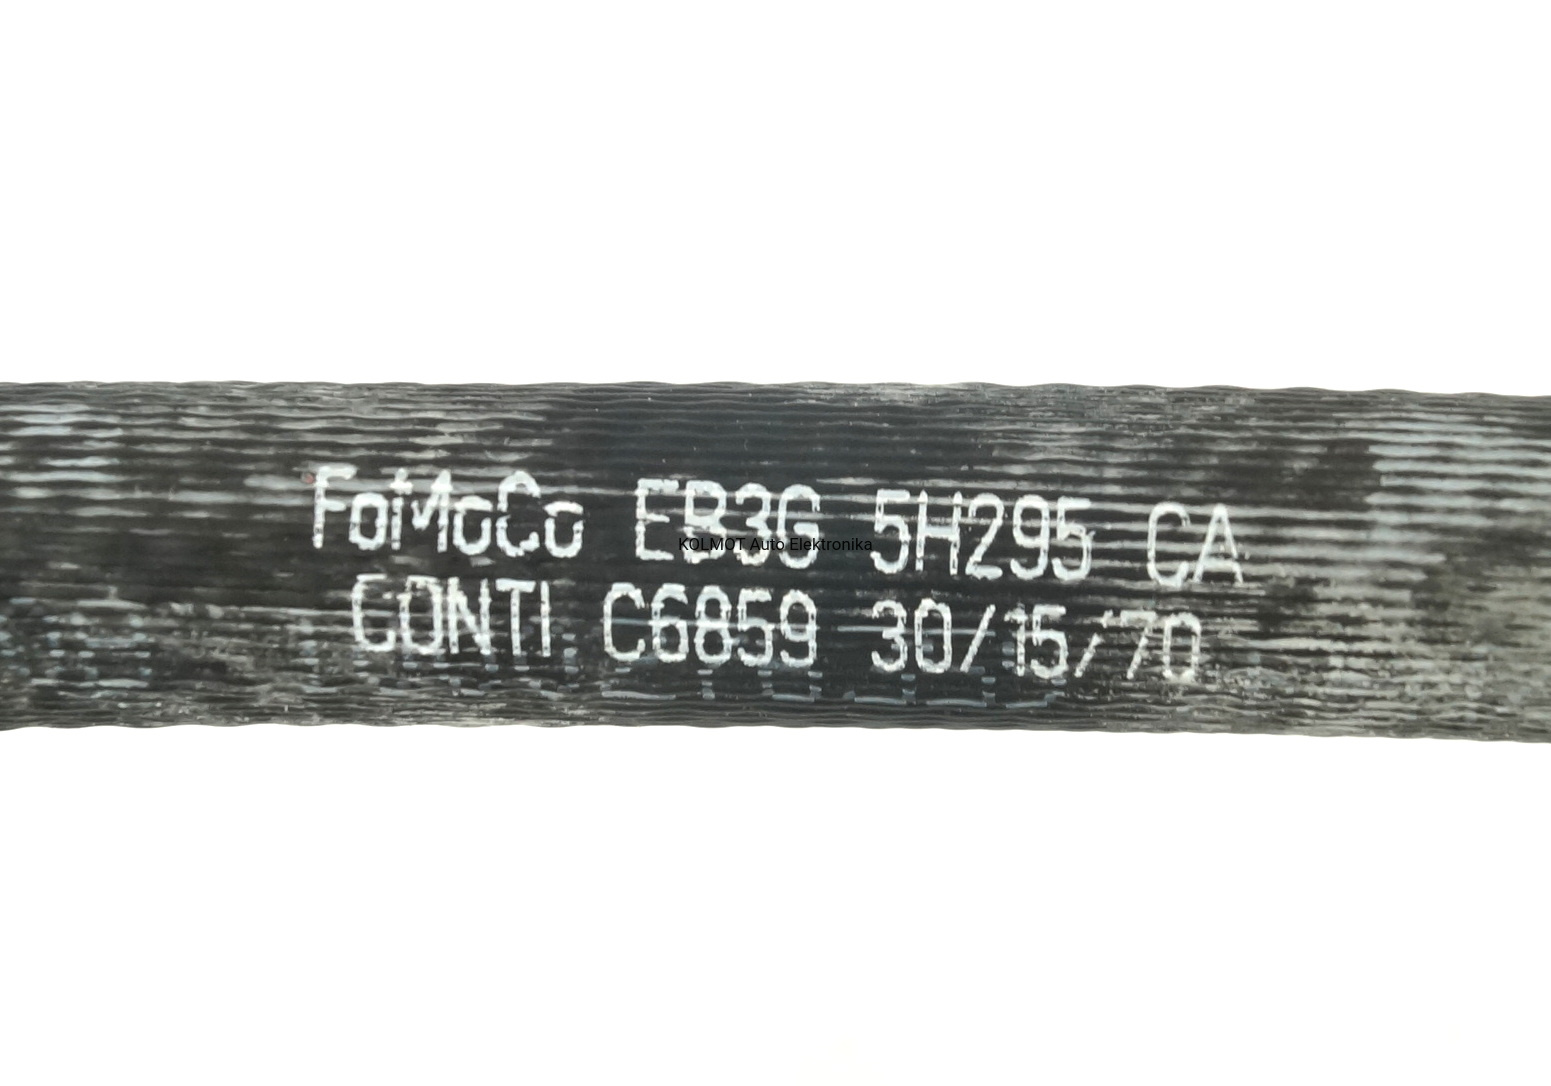 FoMoCo EB3G 5H295 CA
KOLMOT Auto Elektronika
CONTI C6859 30/15/70